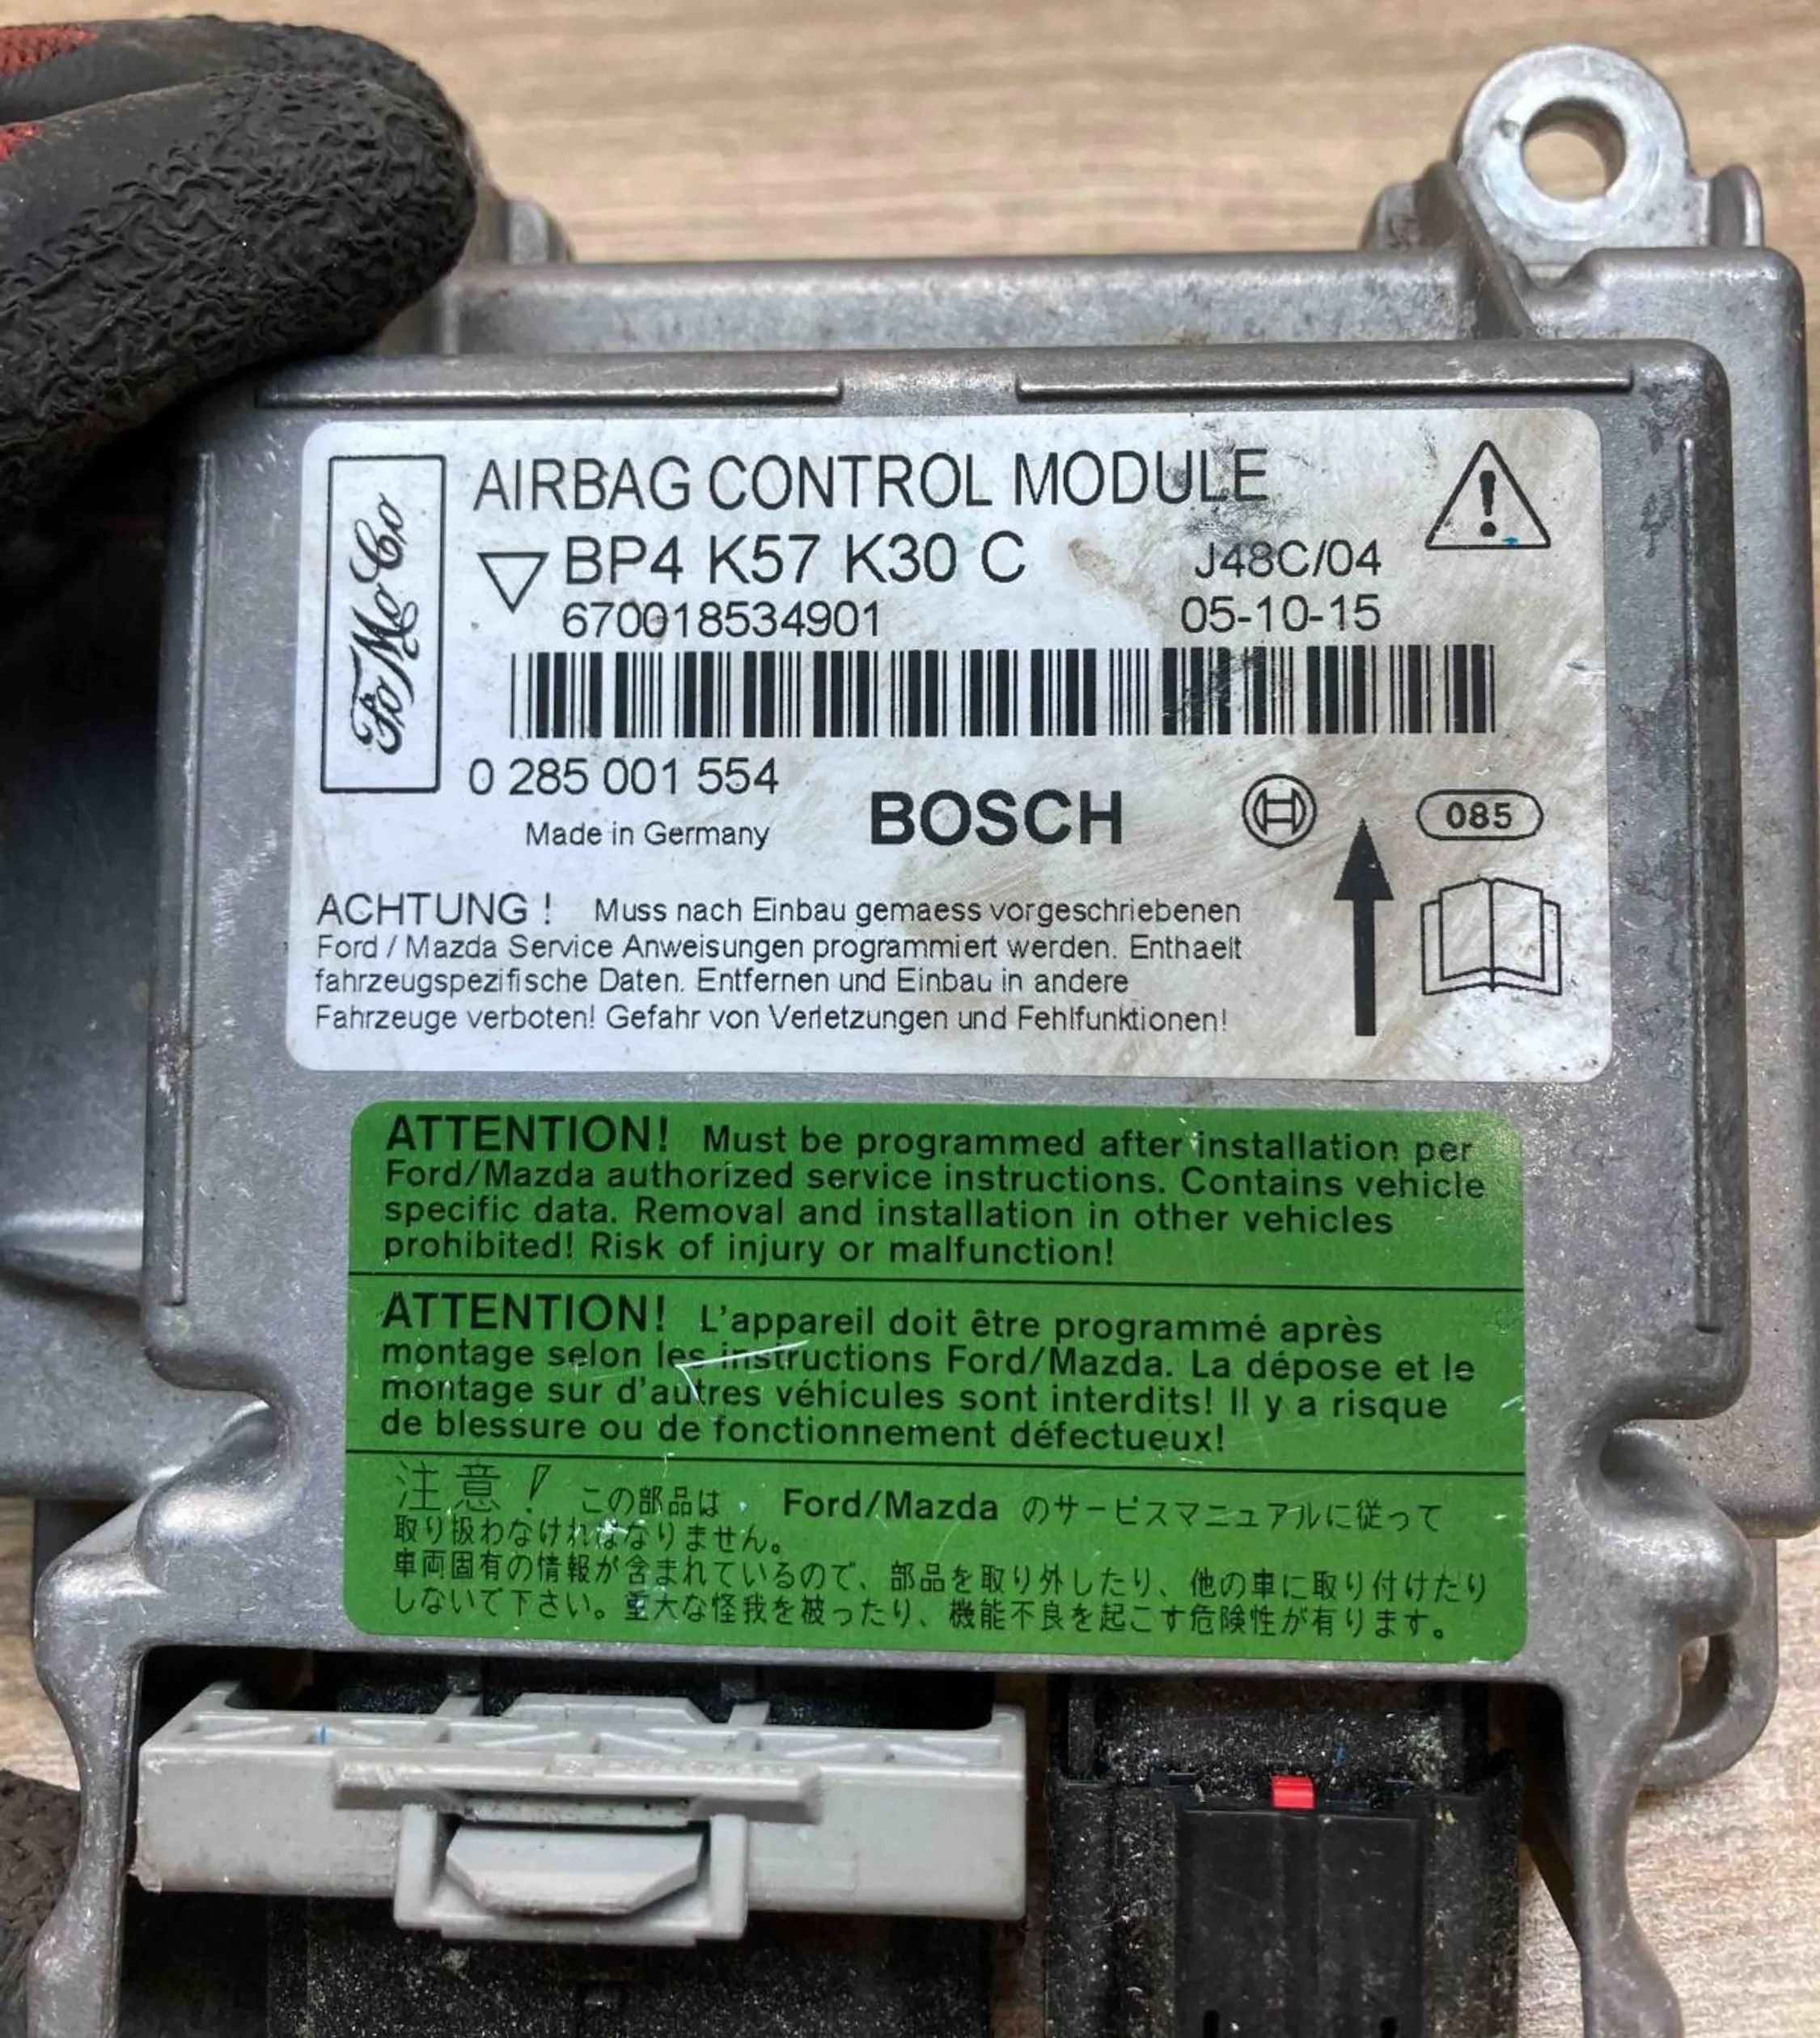 FoMoCo
AIRBAG CONTROL MODULE
BP4 K57 K30 C
J48C/04
670018534901
05-10-15
0 285 001 554
Made in Germany
BOSCH
085
ACHTUNG ! Muss nach Einbau gemaess vorgeschriebenen
Ford / Mazda Service Anweisungen programmiert werden. Enthaelt
fahrzeugspezifische Daten. Entfernen und Einbau in andere
Fahrzeuge verboten! Gefahr von Verletzungen und Fehlfunktionen!
ATTENTION! Must be programmed after installation per
Ford/Mazda authorized service instructions. Contains vehicle
specific data. Removal and installation in other vehicles
prohibited! Risk of injury or malfunction!
ATTENTION! L'appareil doit être programmé après
montage selon les instructions Ford/Mazda. La dépose et le
montage sur d'autres véhicules sont interdits! Il y a risque
de blessure ou de fonctionnement défectueux!
注意！ この部品は Ford/Mazda のサービスマニュアルに従って
取り扱わなければなりません。
車両固有の情報が含まれているので、部品を取り外したり、他の車に取り付けたり
しないで下さい。重大な怪我を被ったり、機能不良を起こす危険性が有ります。